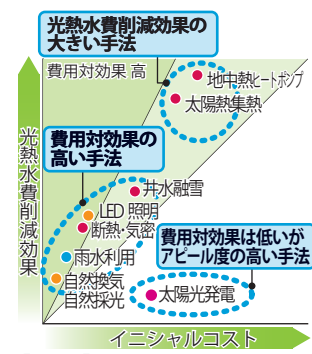 光熱水費削減効果の
大きい手法
費用対効果 高
地中熱ヒートポンプ
太陽熱集熱
光熱水費削減効果
費用対効果の
高い手法
井水融雪
LED 照明
断熱・気密
雨水利用
自然換気
自然採光
費用対効果は低いが
アピール度の高い手法
太陽光発電
イニシャルコスト